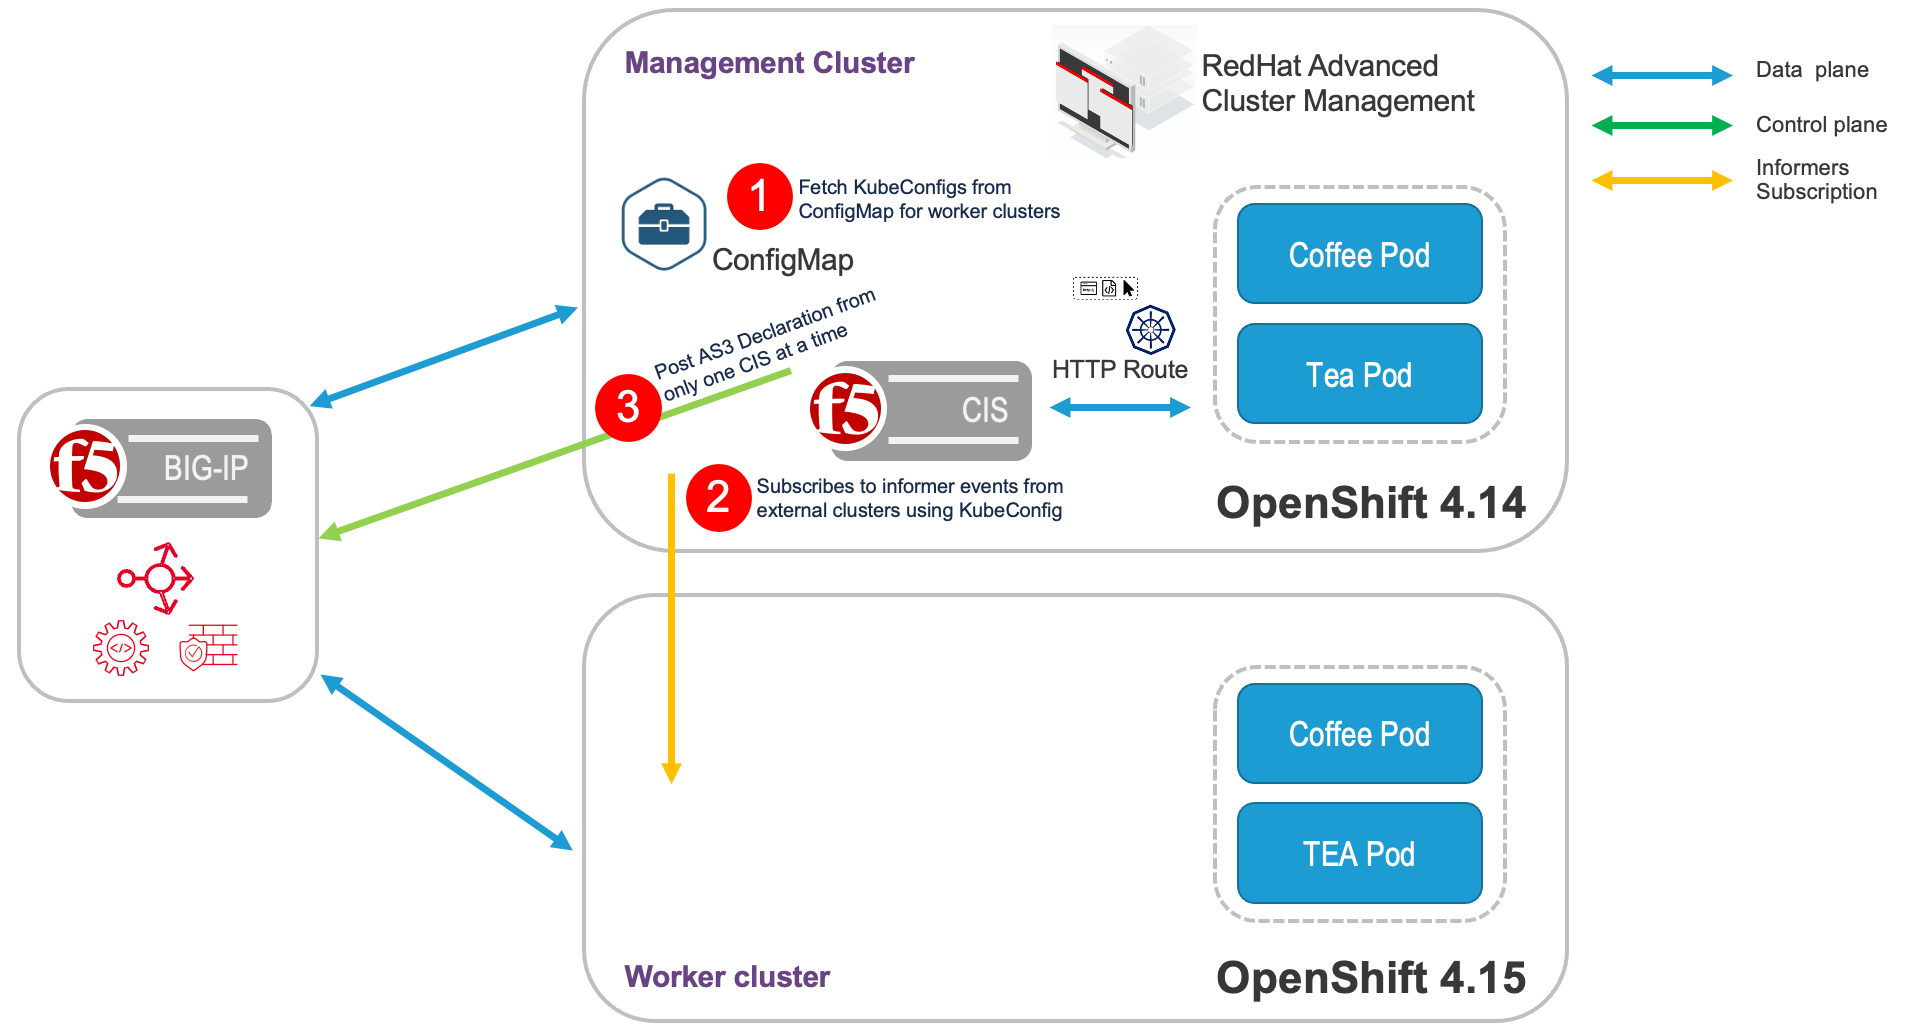 Management Cluster
RedHat Advanced
Cluster Management
Data plane
Control plane
Informers
Subscription
1
Fetch KubeConfigs from
ConfigMap for worker clusters
ConfigMap
Coffee Pod
Tea Pod
Post AS3 Declaration from
only one CIS at a time
3
f5
CIS
HTTP Route
f5
BIG-IP
2
Subscribes to informer events from
external clusters using KubeConfig
OpenShift 4.14
</>
Coffee Pod
TEA Pod
Worker cluster
OpenShift 4.15